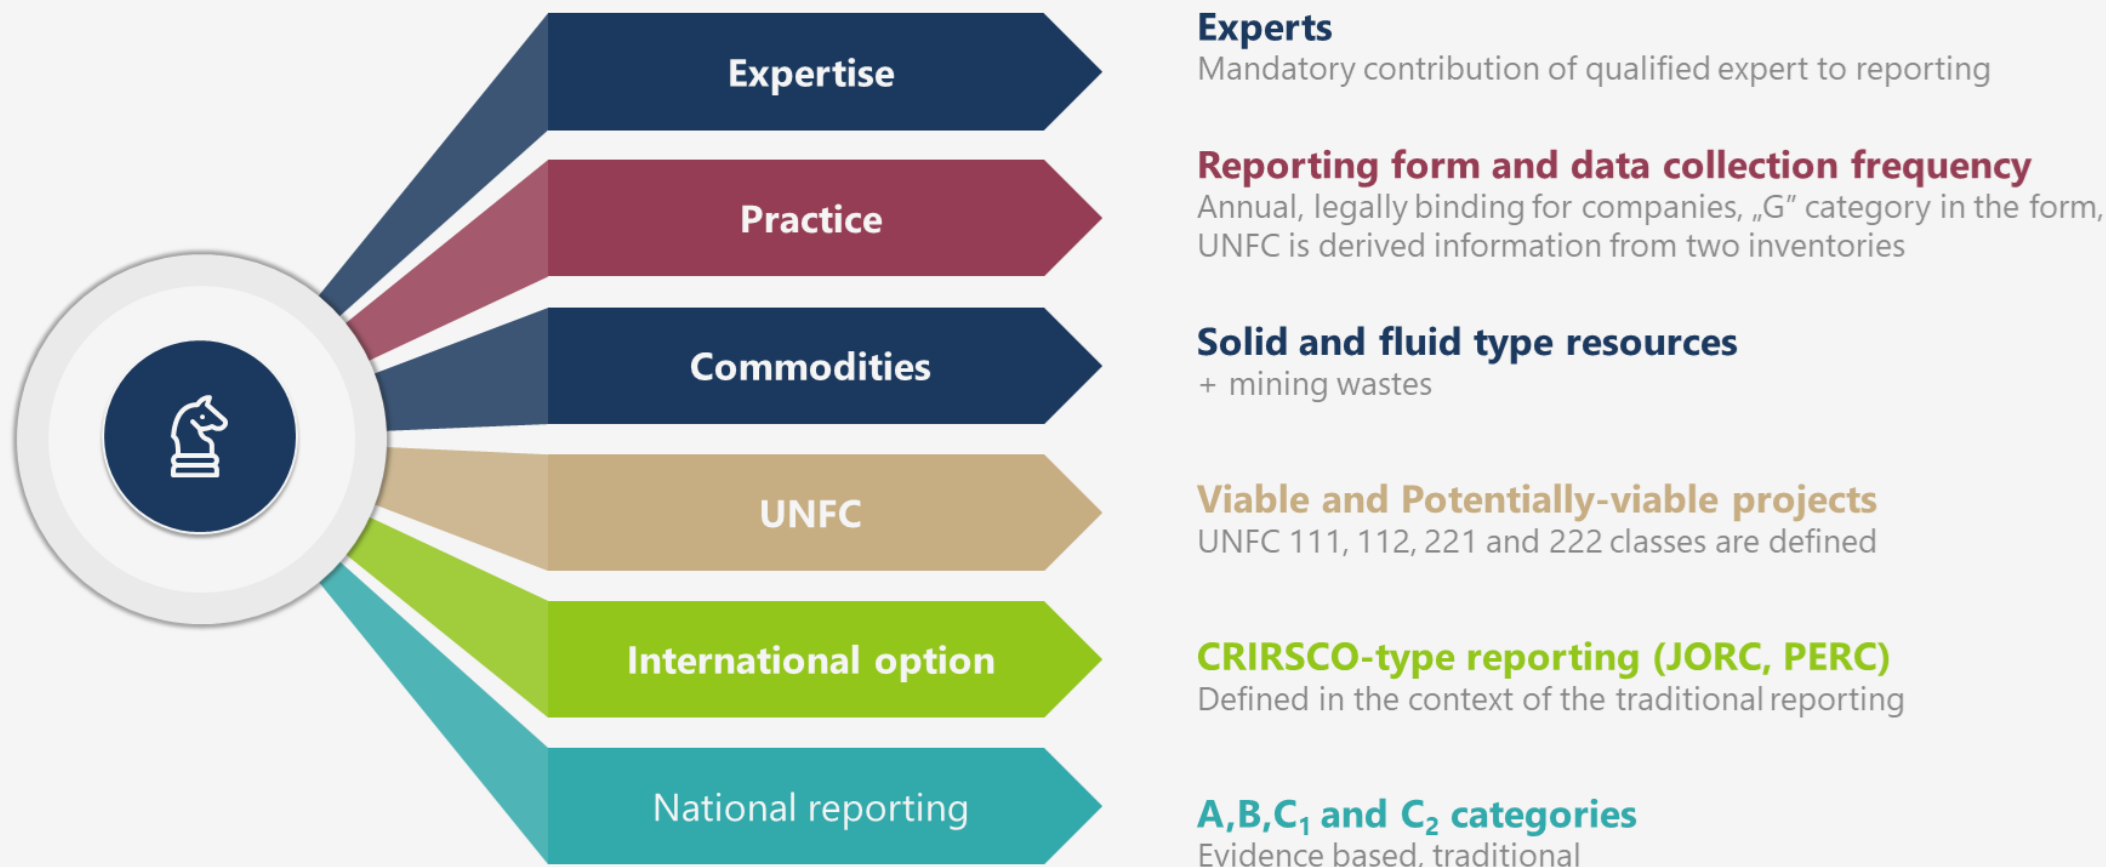 Expertise
Experts
Mandatory contribution of qualified expert to reporting
Practice
Reporting form and data collection frequency
Annual, legally binding for companies, „G” category in the form,
UNFC is derived information from two inventories
Commodities
Solid and fluid type resources
+ mining wastes
UNFC
Viable and Potentially-viable projects
UNFC 111, 112, 221 and 222 classes are defined
International option
CRIRSCO-type reporting (JORC, PERC)
Defined in the context of the traditional reporting
National reporting
A,B,C₁ and C₂ categories
Evidence based, traditional